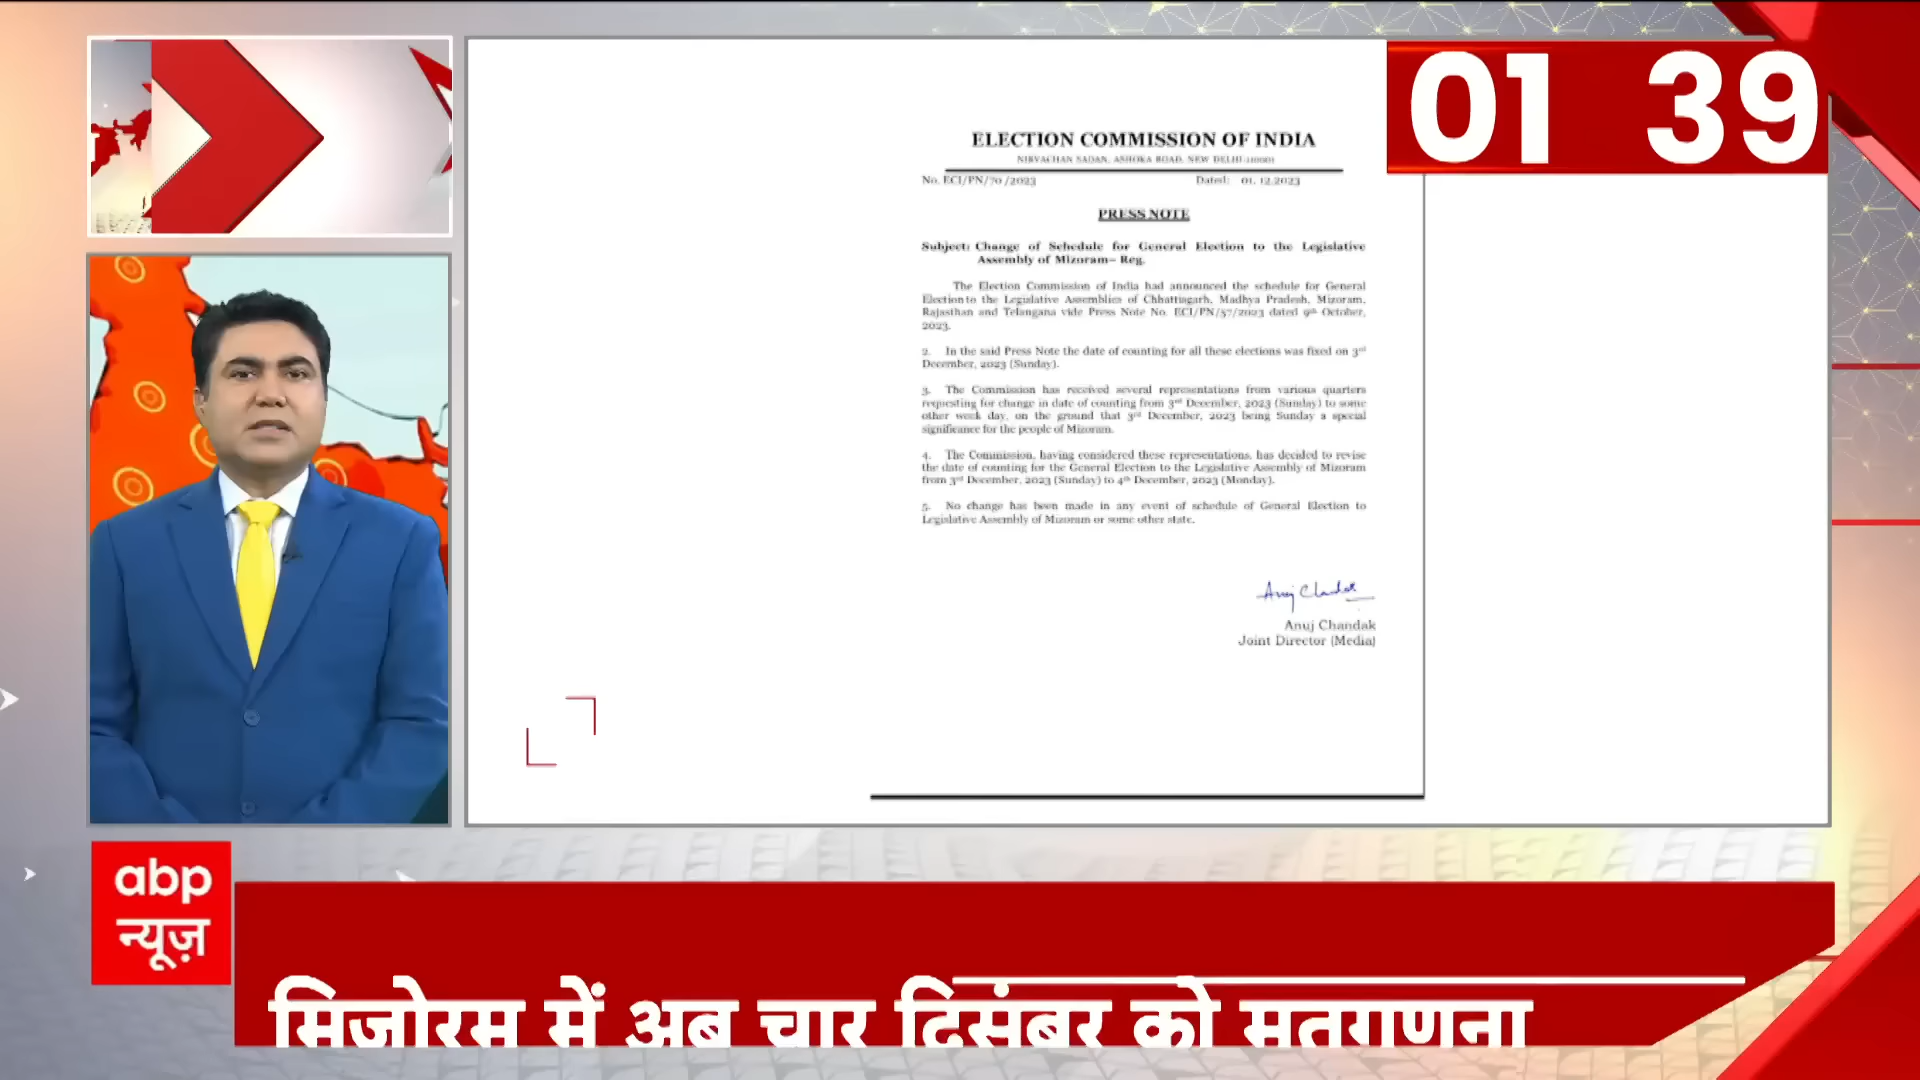 01 39
ELECTION COMMISSION OF INDIA
NIRVACHAN SADAN, ASHOKA ROAD, NEW DELHI-110001
No. ECI/PN/70 /2023 Dated: 01.12.2023
PRESS NOTE
Subject: Change of Schedule for General Election to the Legislative
Assembly of Mizoram– Reg.
The Election Commission of India had announced the schedule for General
Election to the Legislative Assemblies of Chhattisgarh, Madhya Pradesh, Mizoram,
Rajasthan and Telangana vide Press Note No. ECI/PN/57/2023 dated 9th October,
2023.
2. In the said Press Note the date of counting for all these elections was fixed on 3rd
December, 2023 (Sunday).
3. The Commission has received several representations from various quarters
requesting for change in date of counting from 3rd December, 2023 (Sunday) to some
other week day, on the ground that 3rd December, 2023 being Sunday a special
significance for the people of Mizoram.
4. The Commission, having considered these representations, has decided to revise
the date of counting for the General Election to the Legislative Assembly of Mizoram
from 3rd December, 2023 (Sunday) to 4th December, 2023 (Monday).
5. No change has been made in any event of schedule of General Election to
Legislative Assembly of Mizoram or some other state.
Anuj Chandak
Anuj Chandak
Joint Director (Media)
abp
न्यूज़
मिजोरम में अब चार दिसंबर को मतगणना